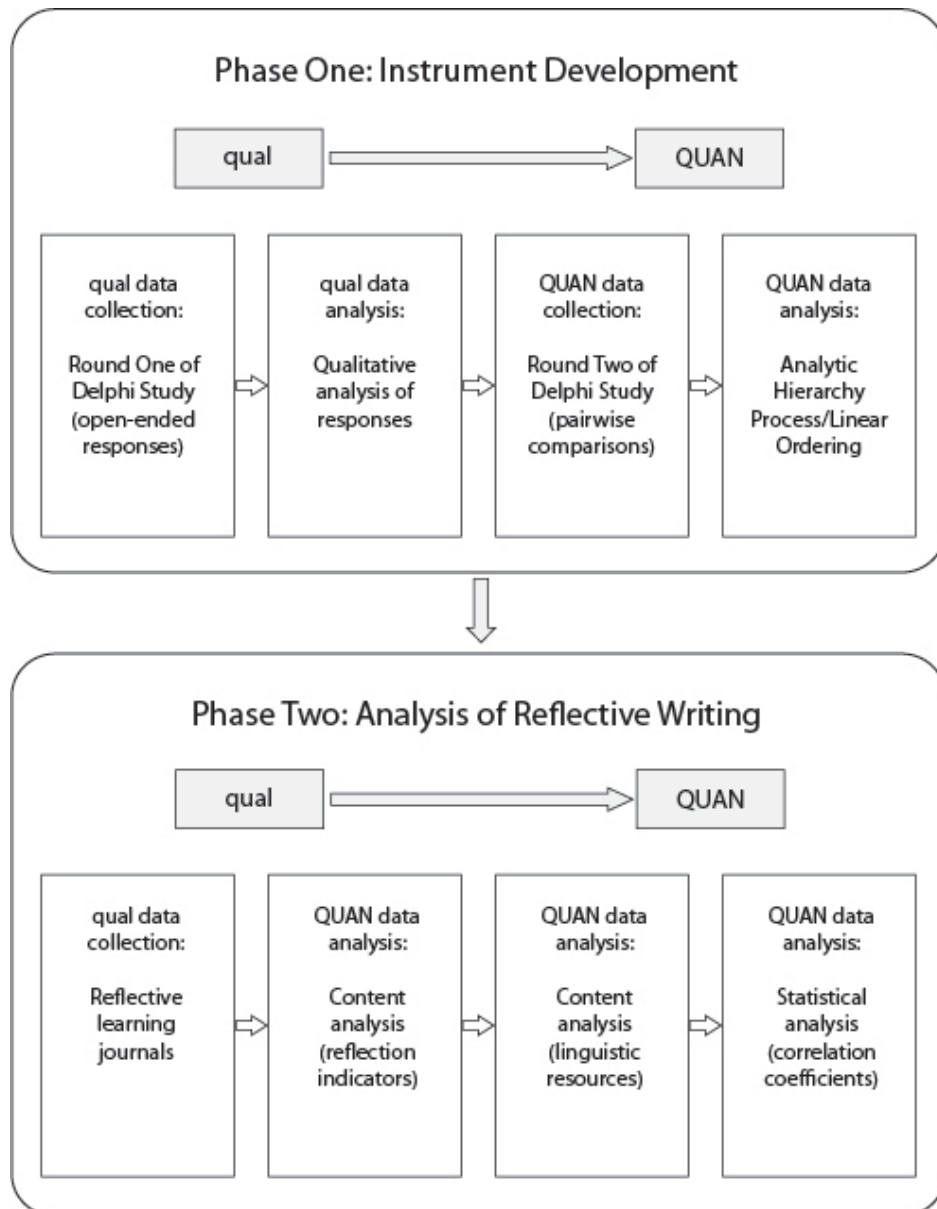 Phase One: Instrument Development
qual
QUAN
qual data
collection:
Round One of
Delphi Study
(open-ended
responses)
qual data
analysis:
Qualitative
analysis of
responses
QUAN data
collection:
Round Two of
Delphi Study
(pairwise
comparisons)
QUAN data
analysis:
Analytic
Hierarchy
Process/Linear
Ordering
Phase Two: Analysis of Reflective Writing
qual
QUAN
qual data
collection:
Reflective
learning
journals
QUAN data
analysis:
Content
analysis
(reflection
indicators)
QUAN data
analysis:
Content
analysis
(linguistic
resources)
QUAN data
analysis:
Statistical
analysis
(correlation
coefficients)